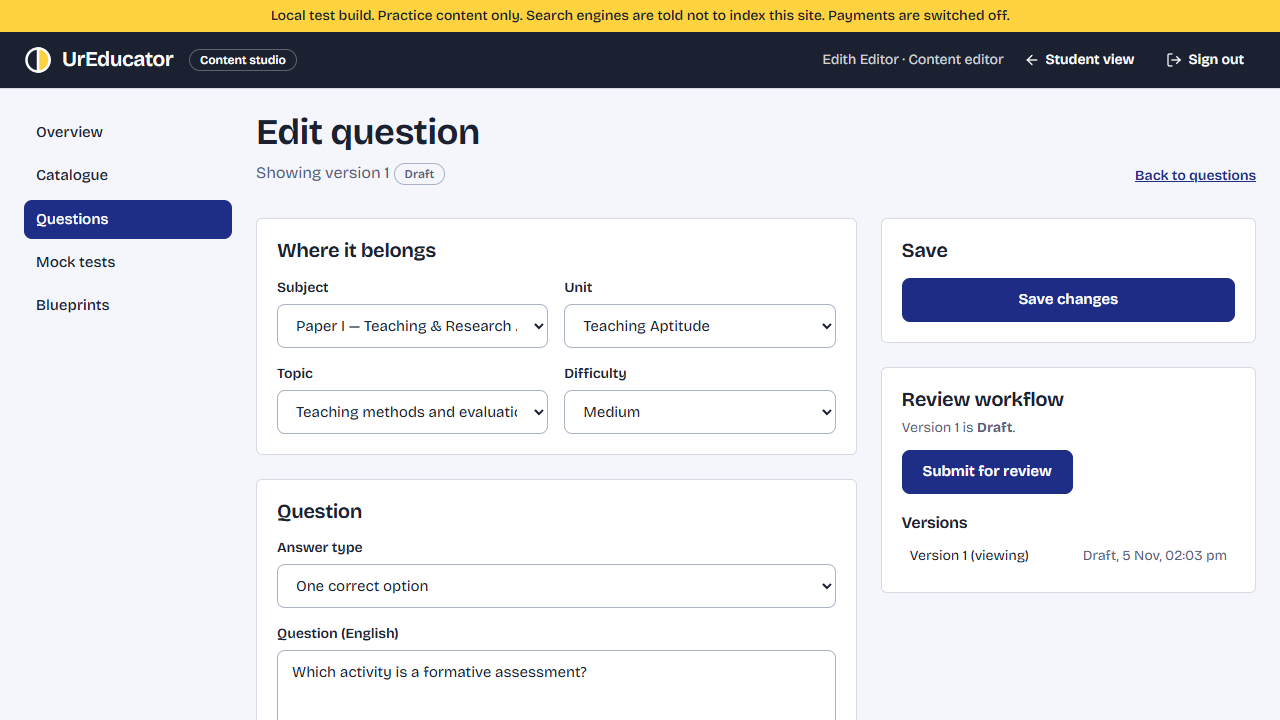 Local test build. Practice content only. Search engines are told not to index this site. Payments are switched off.
UrEducator
Content studio
Edith Editor · Content editor
Student view
Sign out
Overview
Catalogue
Questions
Mock tests
Blueprints
Edit question
Showing version 1 Draft
Back to questions
Where it belongs
Subject
Unit
Paper I — Teaching & Research
Teaching Aptitude
Topic
Difficulty
Teaching methods and
Medium
Question
Answer type
One correct option
Question (English)
Which activity is a formative assessment?
Save
Save changes
Review workflow
Version 1 is Draft.
Submit for review
Versions
Version 1 (viewing)
Draft, 5 Nov, 02:03 pm